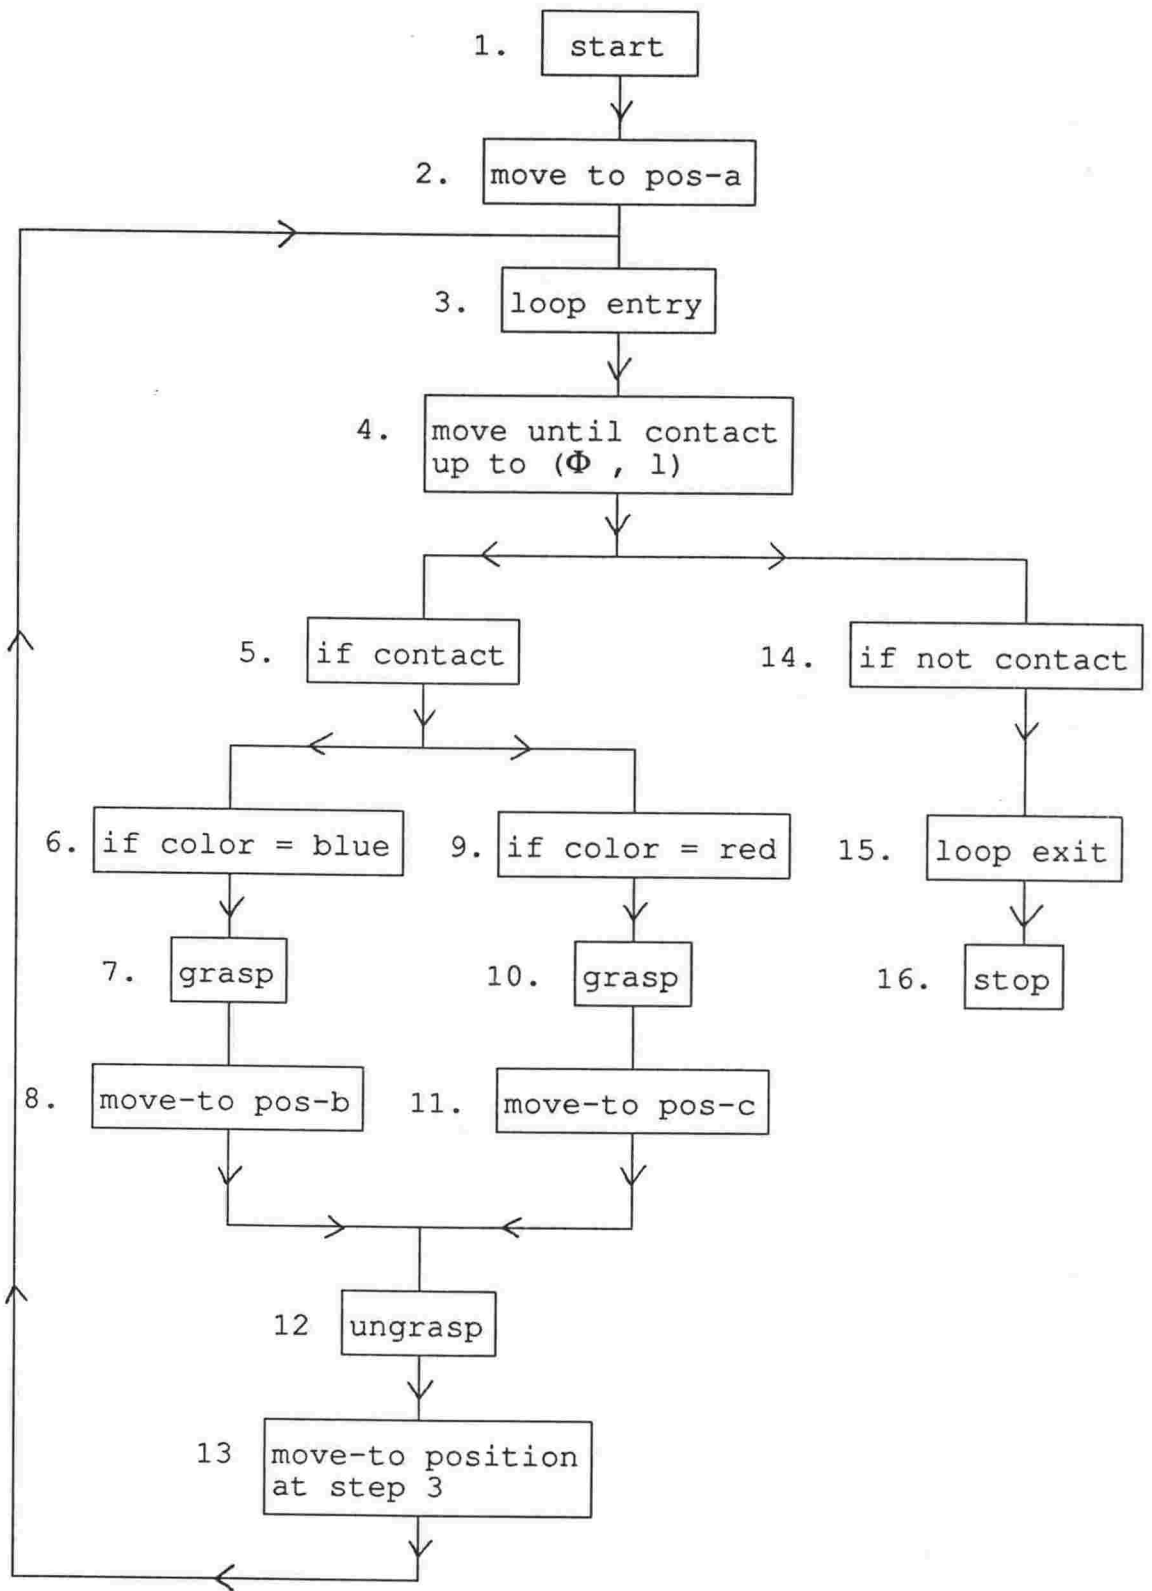 1. start
2. move to pos-a
3. loop entry
4. move until contact
up to (Φ , l)
5. if contact
14. if not contact
6. if color = blue
9. if color = red
15. loop exit
7. grasp
10. grasp
16. stop
8. move-to pos-b
11. move-to pos-c
12 ungrasp
13 move-to position
at step 3